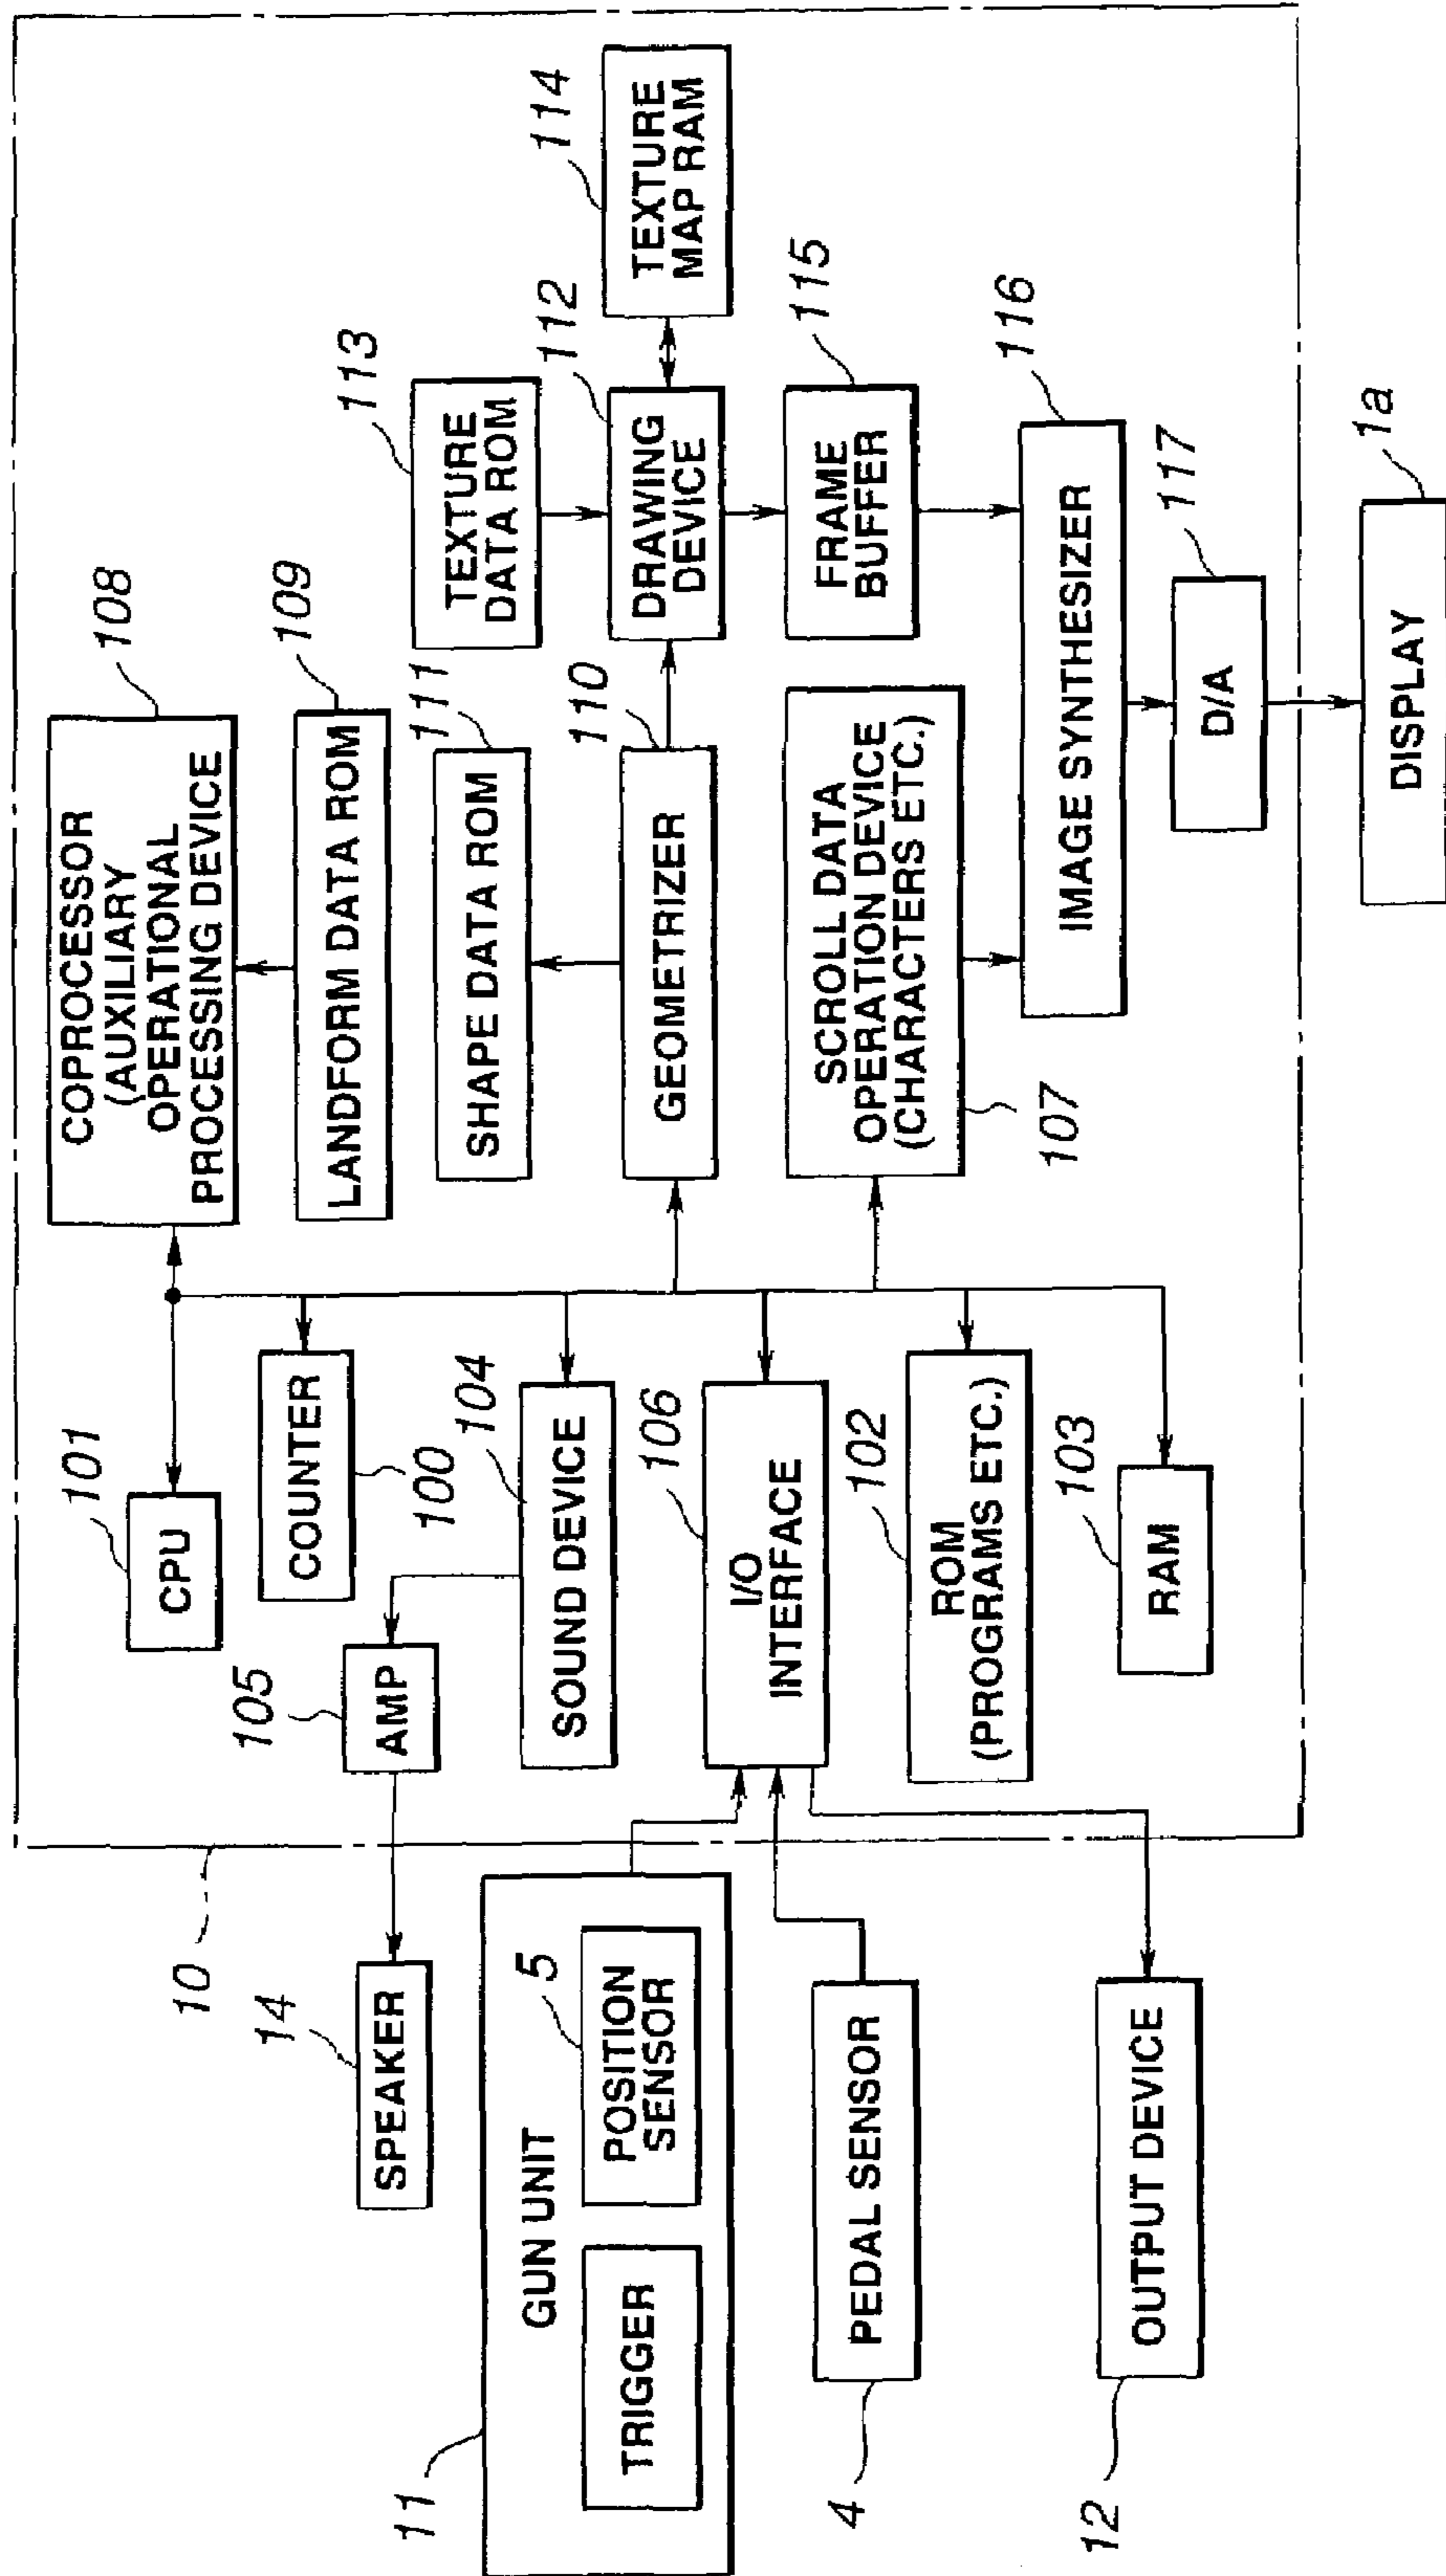 108
COPROCESSOR
(AUXILIARY
OPERATIONAL
PROCESSING DEVICE
101
CPU
109
LANDFORM DATA ROM
COUNTER
100
113
TEXTURE
DATA ROM
111
SHAPE DATA ROM
105
AMP
14
SPEAKER
104
SOUND DEVICE
114
TEXTURE
MAP RAM
112
DRAWING
DEVICE
110
GEOMETRIZER
10
11
GUN UNIT
TRIGGER
POSITION
SENSOR
5
106
I/O
INTERFACE
115
FRAME
BUFFER
SCROLL DATA
OPERATION DEVICE
(CHARACTERS ETC.)
107
PEDAL SENSOR
4
102
ROM
(PROGRAMS ETC.)
116
IMAGE SYNTHESIZER
103
RAM
117
D/A
OUTPUT DEVICE
12
1a
DISPLAY